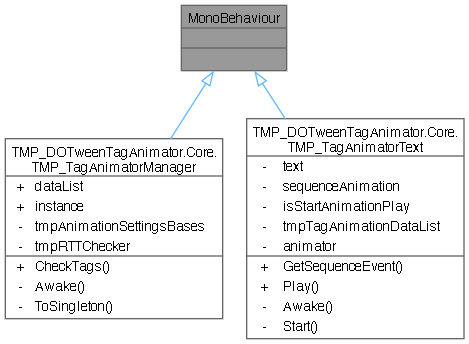 MonoBehaviour
TMP_DOTweenTagAnimator.Core.
TMP_TagAnimatorManager
+ dataList
+ instance
- tmpAnimationSettingsBases
- tmpRTTChecker
+ CheckTags()
- Awake()
- ToSingleton()
TMP_DOTweenTagAnimator.Core.
TMP_TagAnimatorText
- text
- sequenceAnimation
- isStartAnimationPlay
- tmpTagAnimationDataList
- animator
+ GetSequenceEvent()
+ Play()
- Awake()
- Start()